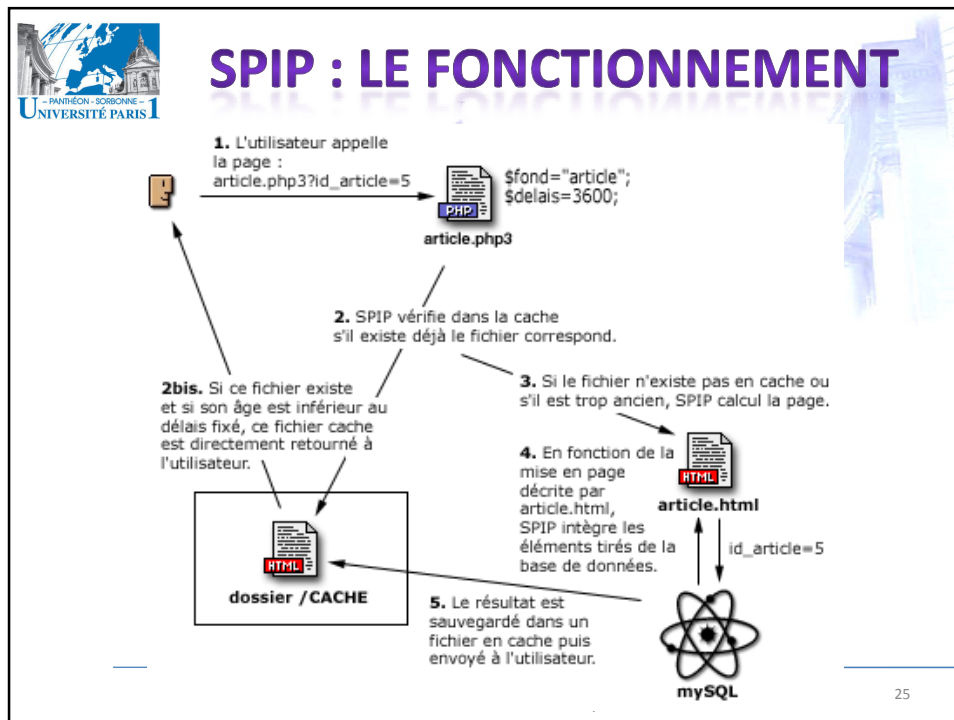 – PANTHÉON - SORBONNE –
UNIVERSITÉ PARIS 1
SPIP : LE FONCTIONNEMENT
1. L'utilisateur appelle
la page :
article.php3?id_article=5
PHP
$fond="article";
$delais=3600;
article.php3
2. SPIP vérifie dans la cache
s'il existe déjà le fichier correspond.
2bis. Si ce fichier existe
et si son âge est inférieur au
délais fixé, ce fichier cache
est directement retourné à
l'utilisateur.
3. Si le fichier n'existe pas en cache ou
s'il est trop ancien, SPIP calcul la page.
4. En fonction de la
mise en page
décrite par
article.html,
SPIP intègre les
éléments tirés de la
base de données.
HTML
article.html
id_article=5
HTML
dossier /CACHE
5. Le résultat est
sauvegardé dans un
fichier en cache puis
envoyé à l'utilisateur.
mySQL
25